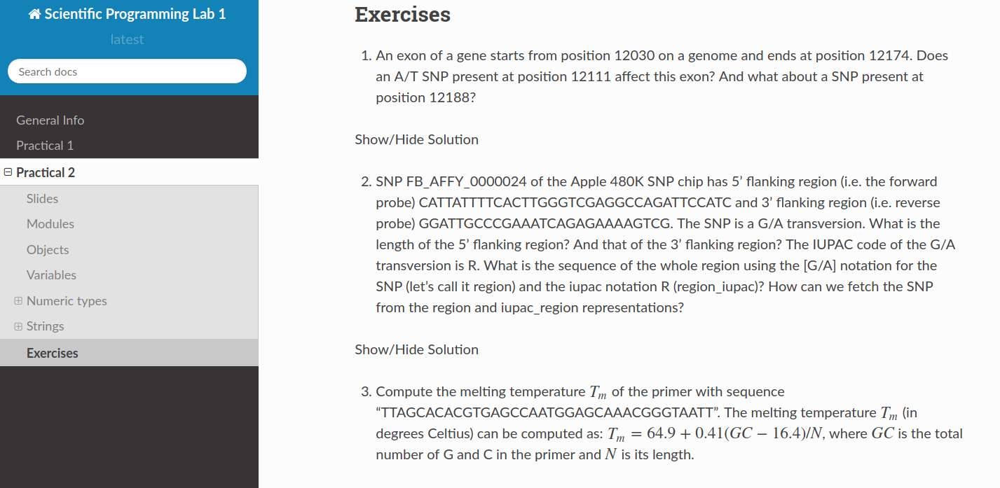 Scientific Programming Lab 1
latest
Search docs
General Info
Practical 1
Practical 2
Slides
Modules
Objects
Variables
Numeric types
Strings
Exercises
Exercises
1. An exon of a gene starts from position 12030 on a genome and ends at position 12174. Does
an A/T SNP present at position 12111 affect this exon? And what about a SNP present at
position 12188?
Show/Hide Solution
2. SNP FB_AFFY_0000024 of the Apple 480K SNP chip has 5’ flanking region (i.e. the forward
probe) CATTATTTTCACTTGGGTCGAGGCCAGATTCCATC and 3’ flanking region (i.e. reverse
probe) GGATTGCCCGAAATCAGAGAAAAGTCG. The SNP is a G/A transversion. What is the
length of the 5’ flanking region? And that of the 3’ flanking region? The IUPAC code of the G/A
transversion is R. What is the sequence of the whole region using the [G/A] notation for the
SNP (let’s call it region) and the iupac notation R (region_iupac)? How can we fetch the SNP
from the region and iupac_region representations?
Show/Hide Solution
3. Compute the melting temperature Tm of the primer with sequence
“TTAGCACACGTGAGCCAATGGAGCAAACGGGTAATT”. The melting temperature Tm (in
degrees Celtius) can be computed as: Tm = 64.9 + 0.41(GC − 16.4)/N, where GC is the total
number of G and C in the primer and N is its length.